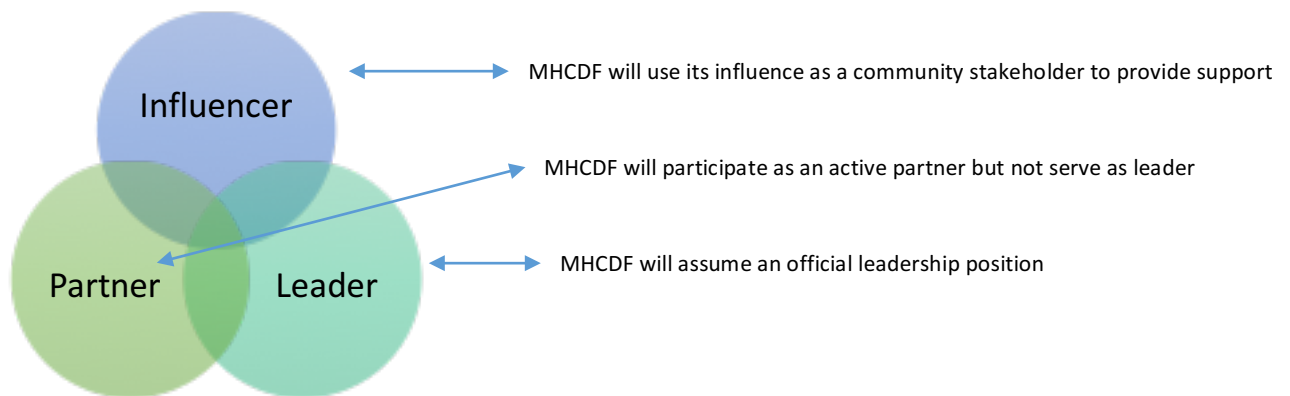 Influencer
MHCDF will use its influence as a community stakeholder to provide support
MHCDF will participate as an active partner but not serve as leader
Partner
Leader
MHCDF will assume an official leadership position